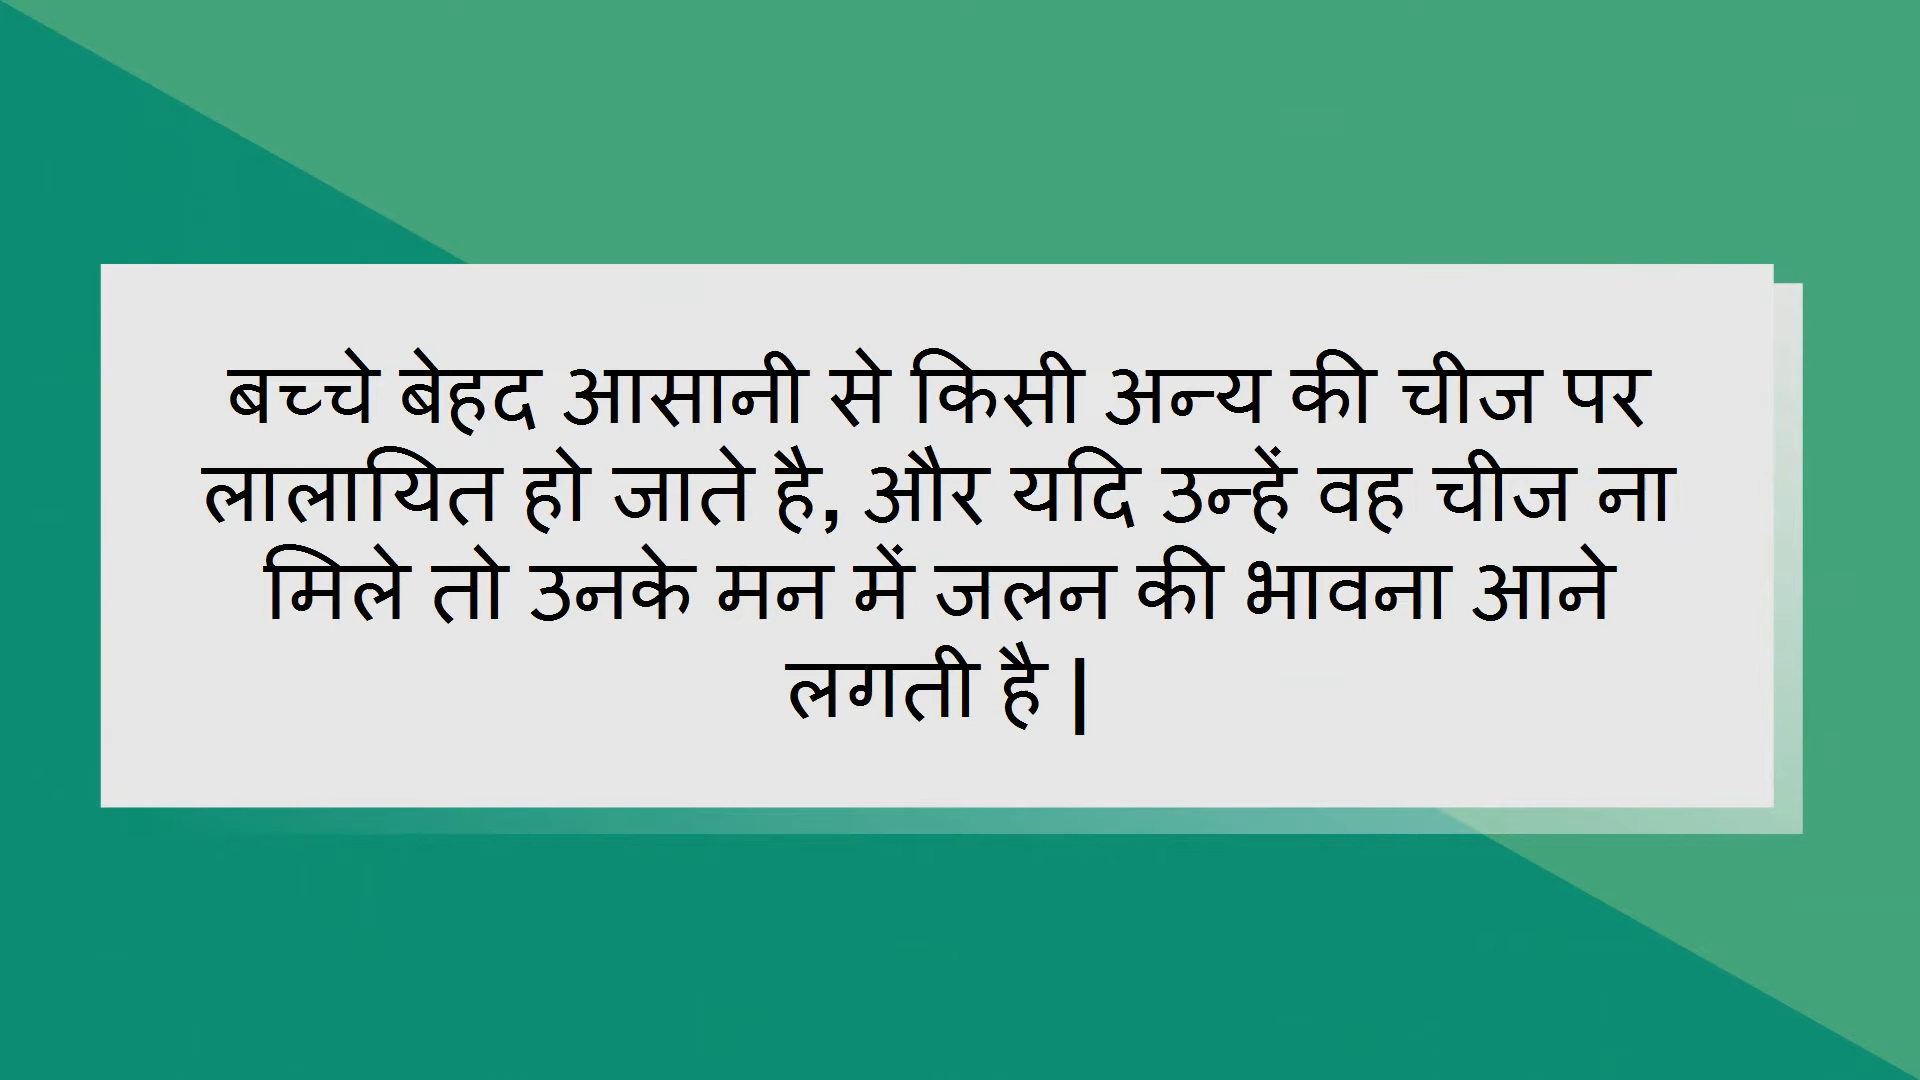 बच्चे बेहद आसानी से किसी अन्य की चीज पर
लालायित हो जाते है, और यदि उन्हें वह चीज ना
मिले तो उनके मन में जलन की भावना आने
लगती है |